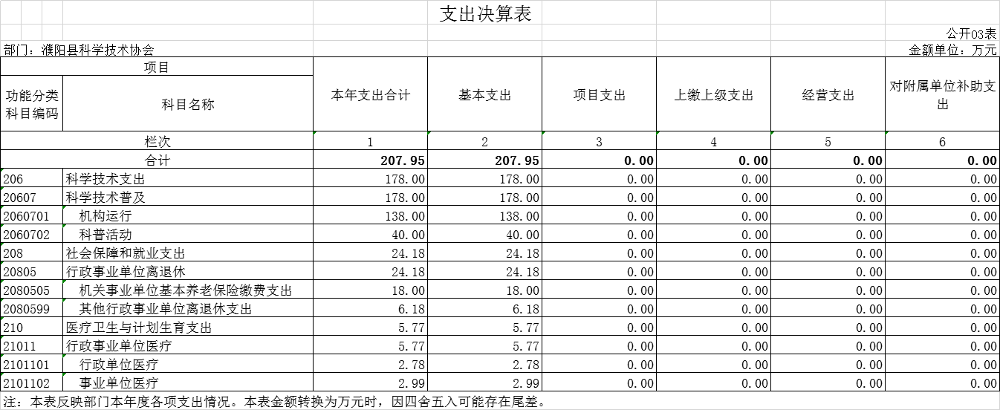 支出决算表
公开03表
部门：濮阳县科学技术协会 金额单位：万元
项目 本年支出合计 基本支出 项目支出 上缴上级支出 经营支出 对附属单位补助支出
功能分类科目编码 科目名称
栏次 1 2 3 4 5 6
合计 207.95 207.95 0.00 0.00 0.00 0.00
206 科学技术支出 178.00 178.00 0.00 0.00 0.00 0.00
20607 科学技术普及 178.00 178.00 0.00 0.00 0.00 0.00
2060701 机构运行 138.00 138.00 0.00 0.00 0.00 0.00
2060702 科普活动 40.00 40.00 0.00 0.00 0.00 0.00
208 社会保障和就业支出 24.18 24.18 0.00 0.00 0.00 0.00
20805 行政事业单位离退休 24.18 24.18 0.00 0.00 0.00 0.00
2080505 机关事业单位基本养老保险缴费支出 18.00 18.00 0.00 0.00 0.00 0.00
2080599 其他行政事业单位离退休支出 6.18 6.18 0.00 0.00 0.00 0.00
210 医疗卫生与计划生育支出 5.77 5.77 0.00 0.00 0.00 0.00
21011 行政事业单位医疗 5.77 5.77 0.00 0.00 0.00 0.00
2101101 行政单位医疗 2.78 2.78 0.00 0.00 0.00 0.00
2101102 事业单位医疗 2.99 2.99 0.00 0.00 0.00 0.00
注：本表反映部门本年度各项支出情况。本表金额转换为万元时，因四舍五入可能存在尾差。